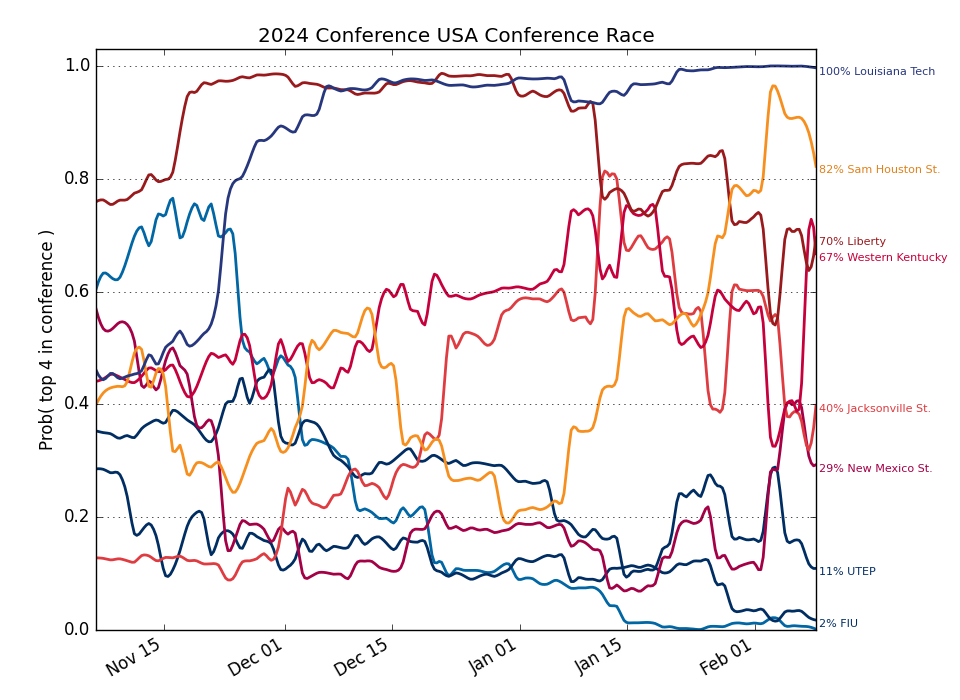 2024 Conference USA Conference Race
Prob( top 4 in conference )
1.0
0.8
0.6
0.4
0.2
0.0
Nov 15
Dec 01
Dec 15
Jan 01
Jan 15
Feb 01
100% Louisiana Tech
82% Sam Houston St.
70% Liberty
67% Western Kentucky
40% Jacksonville St.
29% New Mexico St.
11% UTEP
2% FIU